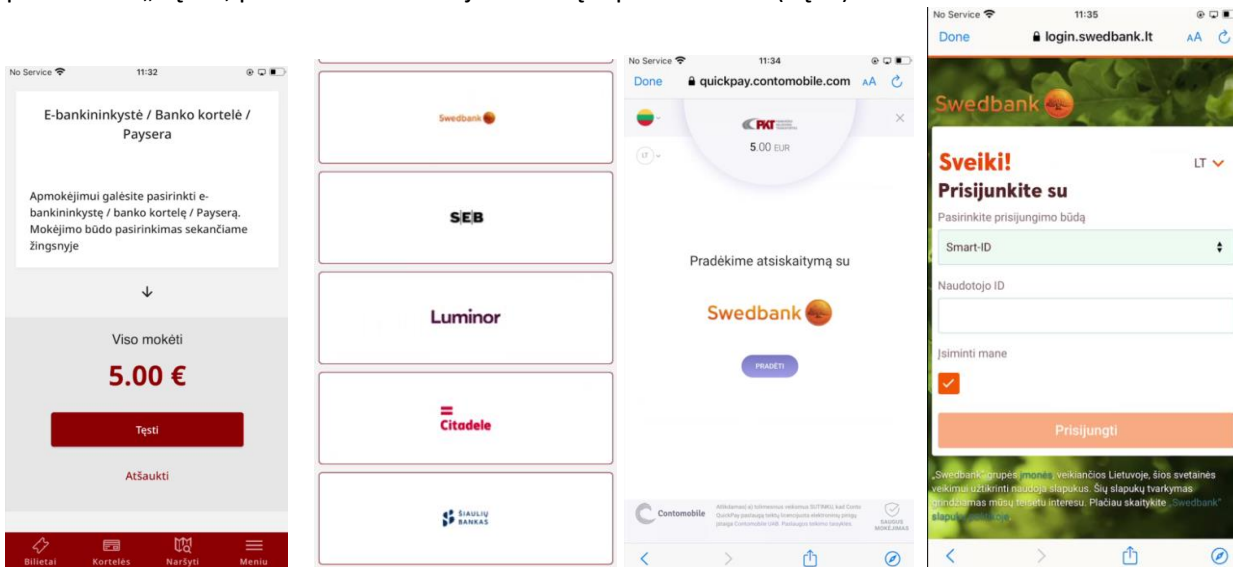 No Service 11:32
E-bankininkystė / Banko kortelė /
Paysera
Apmokėjimui galėsite pasirinkti e-
bankininkystę / banko kortelę / Payserą.
Mokėjimo būdo pasirinkimas sekančiame
žingsnyje
Viso mokėti
5.00 €
Tęsti
Atšaukti
Bilietai Kortelės Naršyti Meniu
Swedbank
SEB
Luminor
Citadele
ŠIAULIŲ
BANKAS
No Service 11:34
Done quickpay.contomobile.com AA
PKT
5.00 EUR
LT
Pradėkime atsiskaitymą su
Swedbank
PRADĖTI
Contomobile
SAUGUS
MOKĖJIMAS
No Service 11:35
Done login.swedbank.lt AA
Swedbank
Sveiki! LT
Prisijunkite su
Pasirinkite prisijungimo būdą
Smart-ID
Naudotojo ID
Įsiminti mane
Prisijungti
„Swedbank“ grupės įmonės, veikiančios Lietuvoje, šios svetainės
veikimui užtikrinti naudoja slapukus. Šių slapukų tvarkymas
grindžiamas mūsų teisėtu interesu. Plačiau skaitykite „Swedbank“